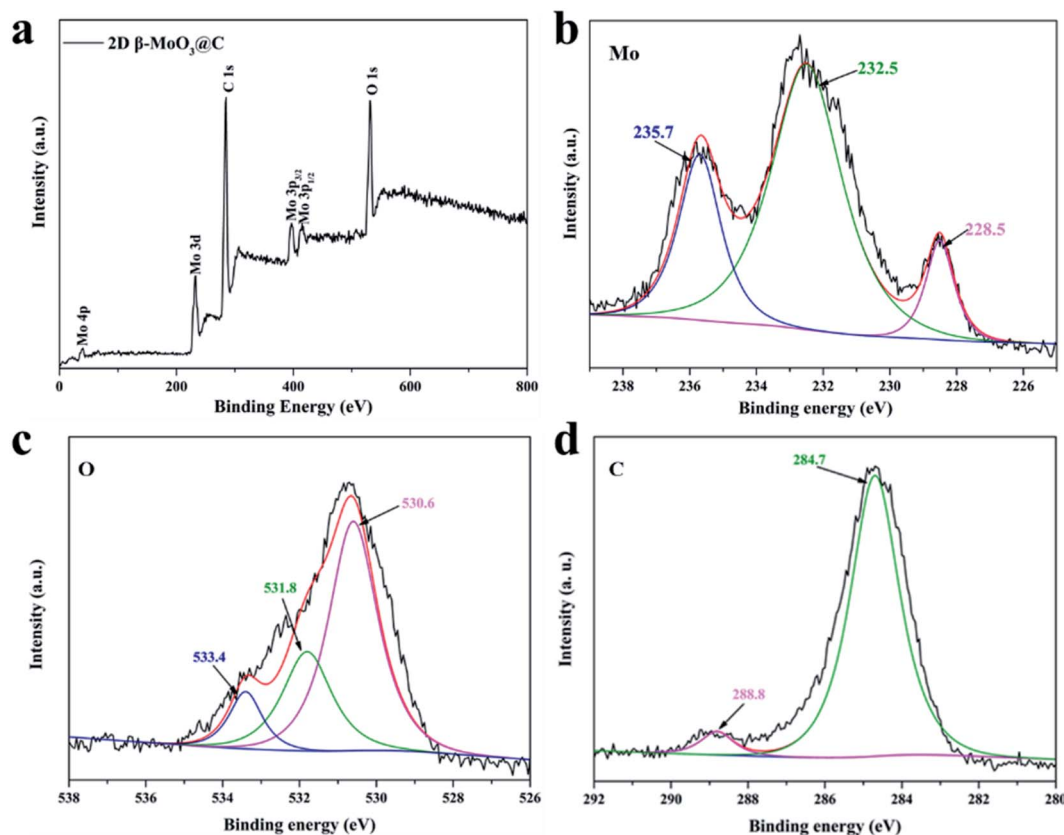 a
2D β-MoO₃@C
C 1s
O 1s
Mo 3p₃/₂
Mo 3p₁/₂
Mo 3d
Mo 4p
Intensity (a.u.)
0 200 400 600 800
Binding Energy (eV)
b
Mo
232.5
235.7
228.5
Intensity (a.u.)
238 236 234 232 230 228 226
Binding energy (eV)
c
O
530.6
531.8
533.4
Intensity (a.u.)
538 536 534 532 530 528 526
Binding energy (eV)
d
C
284.7
288.8
Intensity (a. u.)
292 290 288 286 284 282 280
Binding energy (eV)